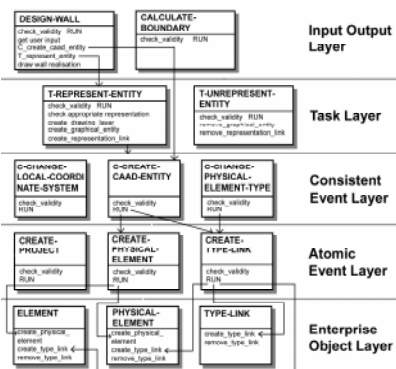 DESIGN-WALL
check_validity RUN
get user input
C_create_caad_entity
T_represent_entity
draw wall realisation
CALCULATE-
BOUNDARY
check_validity RUN
Input Output
Layer
T-REPRESENT-ENTITY
check_validity RUN
check appropriate representation
create drawing layer
create_graphical_entity
create_representation_link
T-UNREPRESENT-
ENTITY
check_validity RUN
remove_graphical_entity
remove_representation_link
Task Layer
C-CHANGE-
LOCAL-COORDI
NATE-SYSTEM
check_validity
RUN
C-CREATE-
CAAD-ENTITY
check_validity
RUN
C-CHANGE-
PHYSICAL-
ELEMENT-TYPE
check_validity
RUN
Consistent
Event Layer
CREATE-
PROJECT
check_validity
RUN
CREATE-
PHYSICAL-
ELEMENT
check_validity
RUN
CREATE-
TYPE-LINK
check_validity
RUN
Atomic
Event Layer
ELEMENT
create_physical_
element
create_type_link
remove_type_link
PHYSICAL-
ELEMENT
create_physical_
element
create_type_link
remove_type_link
TYPE-LINK
create_type_link
remove_type_link
Enterprise
Object Layer